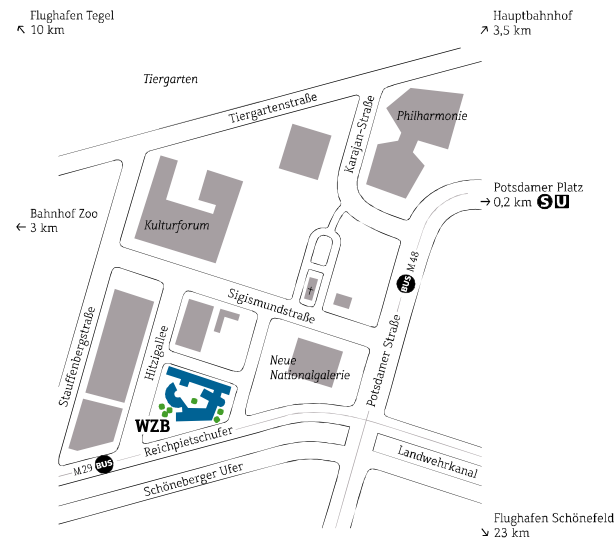 Flughafen Tegel
10 km
Hauptbahnhof
3,5 km
Tiergarten
Tiergartenstraße
Karajan-Straße
Philharmonie
Potsdamer Platz
0,2 km S U
Bahnhof Zoo
3 km
Kulturforum
BUS M 48
Sigismundstraße
Stauffenbergstraße
Hitzigallee
Neue
Nationalgalerie
Potsdamer Straße
WZB
Reichpietschufer
M29 BUS
Landwehrkanal
Schöneberger Ufer
Flughafen Schönefeld
23 km